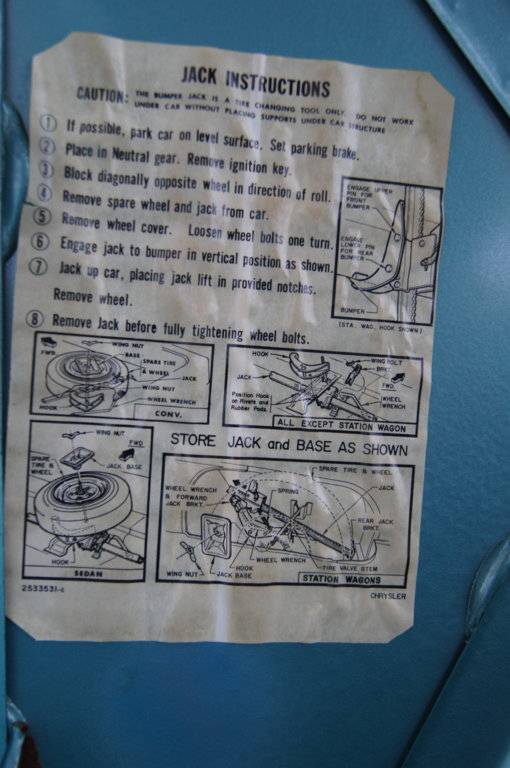 JACK INSTRUCTIONS
CAUTION: THE BUMPER JACK IS A TIRE CHANGING TOOL ONLY. DO NOT WORK
UNDER CAR WITHOUT PLACING SUPPORTS UNDER CAR STRUCTURE
1 If possible, park car on level surface. Set parking brake.
2 Place in Neutral gear. Remove ignition key.
3 Block diagonally opposite wheel in direction of roll.
4 Remove spare wheel and jack from car.
5 Remove wheel cover. Loosen wheel bolts one turn.
6 Engage jack to bumper in vertical position as shown.
7 Jack up car, placing jack lift in provided notches.
Remove wheel.
8 Remove Jack before fully tightening wheel bolts.
ENGAGE UPPER
PIN FOR
FRONT
BUMPER
ENGAGE
LOWER PIN
FOR REAR
BUMPER
BUMPER
(STA. WAG. HOOK SHOWN)
FWD
WING NUT
BASE
SPARE TIRE
& WHEEL
JACK
WING NUT
WHEEL WRENCH
HOOK
CONV.
HOOK
WING BOLT
BRKT.
JACK
FWD
Position Hook
on Rivets and
Rubber Pads.
WHEEL
WRENCH
ALL EXCEPT STATION WAGON
WING NUT
FWD.
SPARE
TIRE &
WHEEL
JACK BASE
HOOK
SEDAN
STORE JACK and BASE AS SHOWN
SPARE TIRE & WHEEL
WHEEL WRENCH
& FORWARD
JACK BRKT.
SPRING
JACK
REAR JACK
BRKT.
WHEEL WRENCH
HOOK
TIRE VALVE STEM
WING NUT
JACK BASE
STATION WAGONS
2533531-c
CHRYSLER